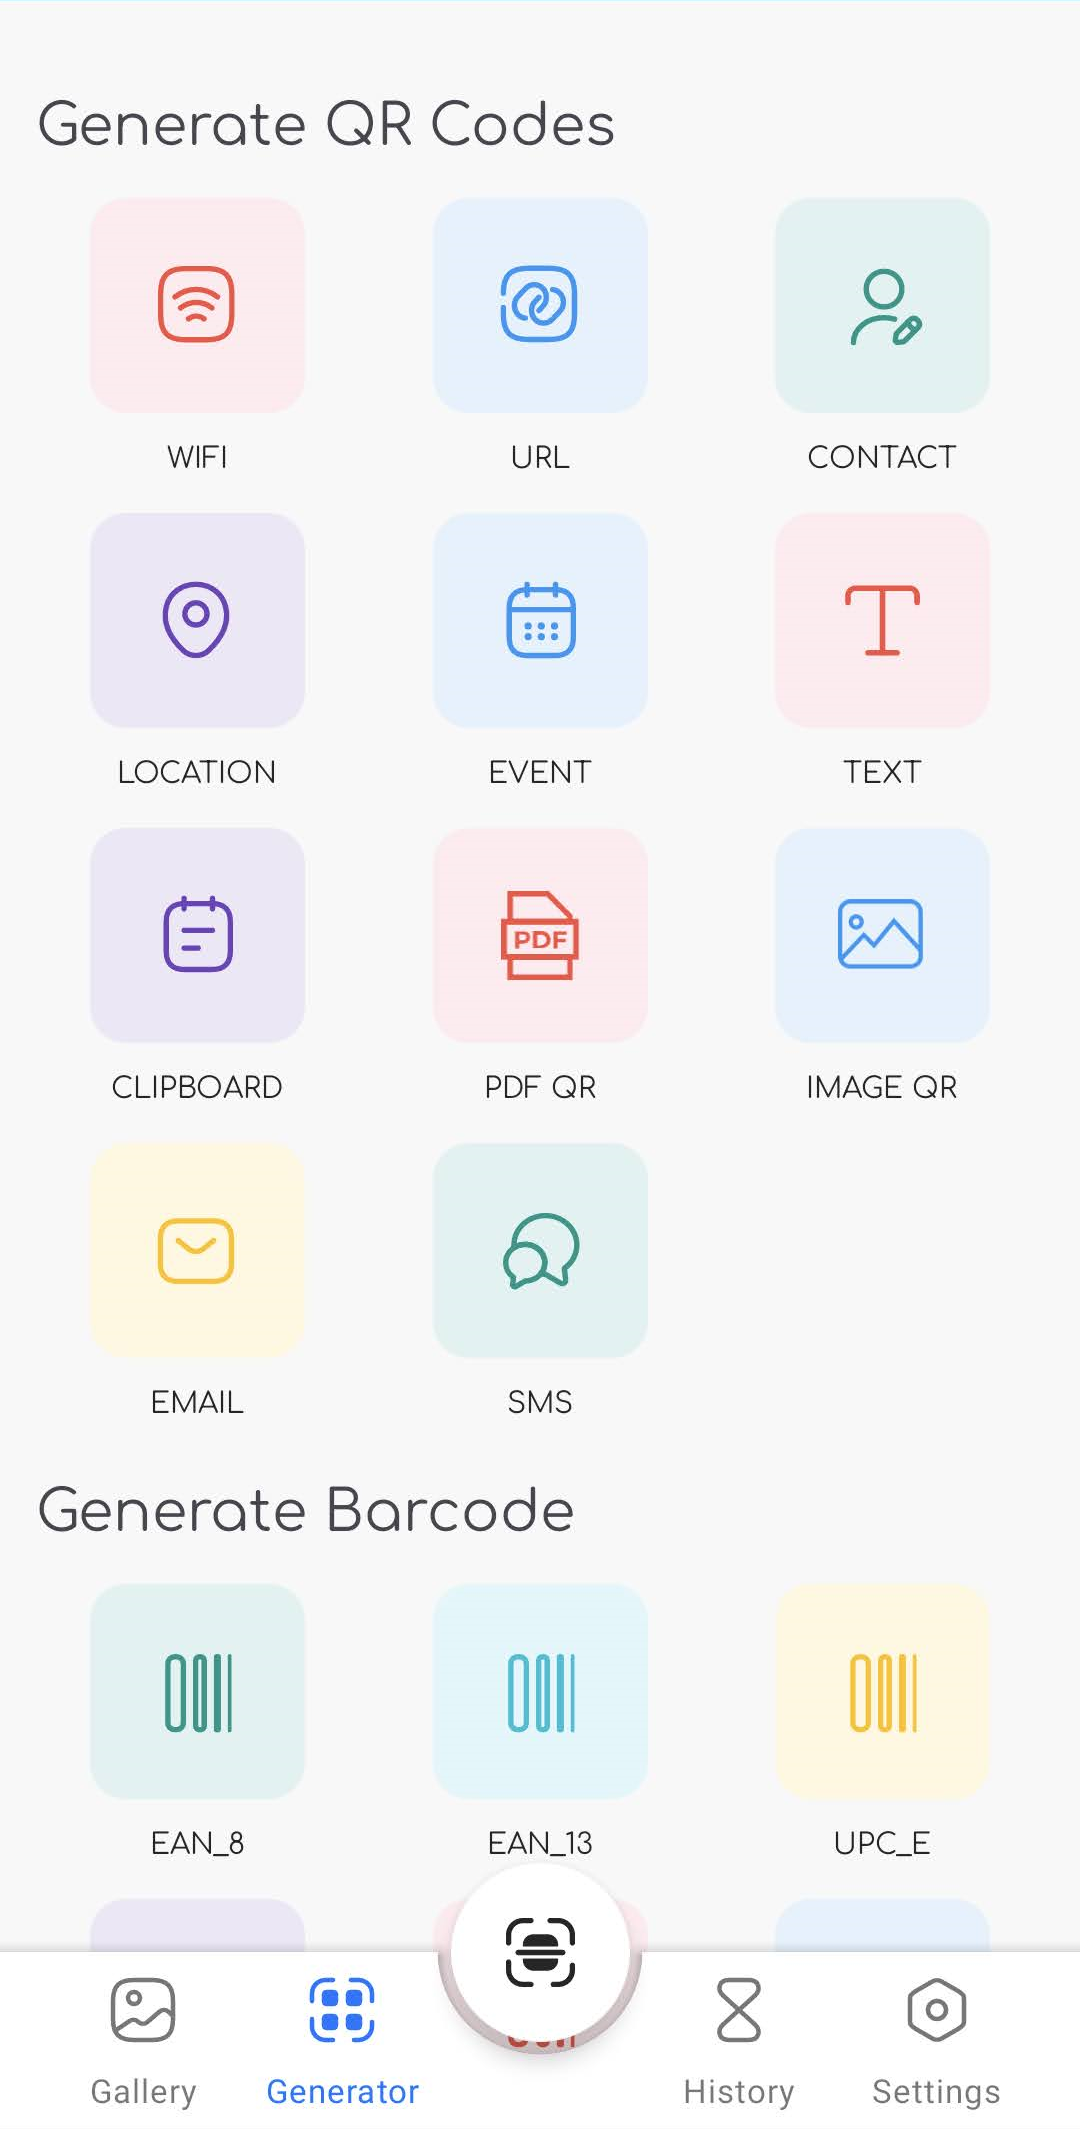 Generate QR Codes
WIFI
URL
CONTACT
LOCATION
EVENT
TEXT
CLIPBOARD
PDF
PDF QR
IMAGE QR
EMAIL
SMS
Generate Barcode
EAN_8
EAN_13
UPC_E
Gallery
Generator
History
Settings